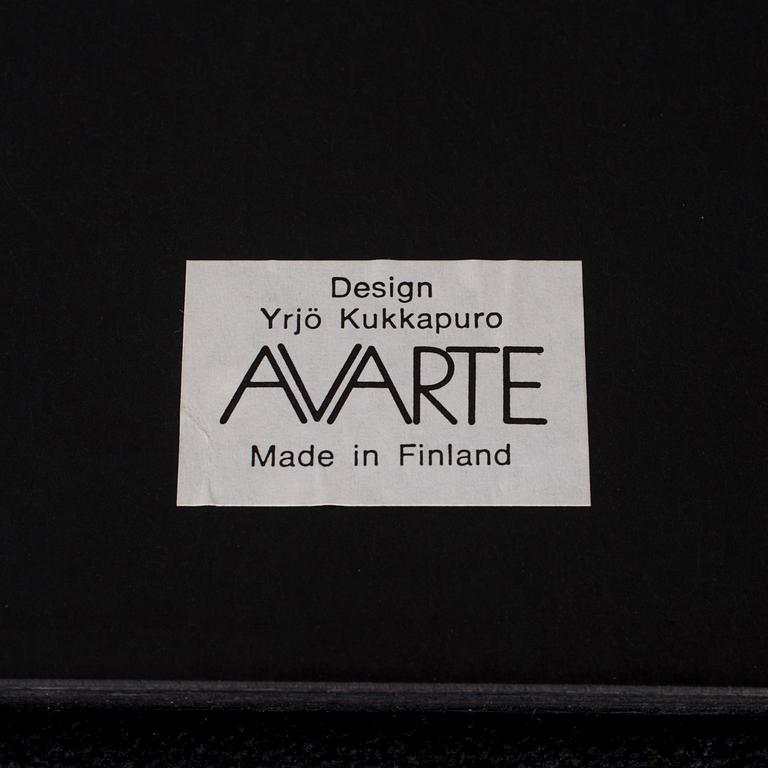 Design
Yrjö Kukkapuro
AVARTE
Made in Finland